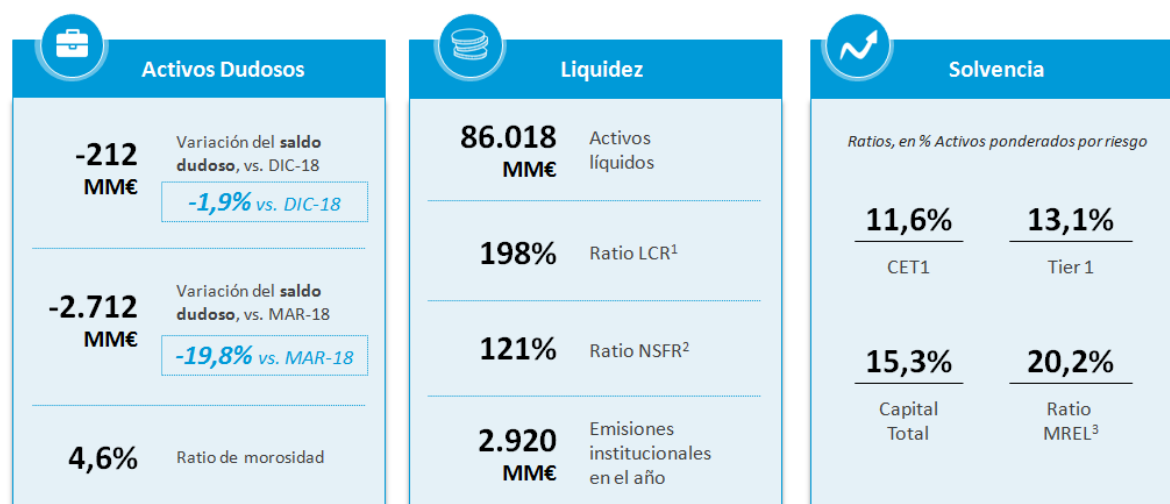 Activos Dudosos
-212
MM€
Variación del saldo
dudoso, vs. DIC-18
-1,9% vs. DIC-18
-2.712
MM€
Variación del saldo
dudoso, vs. MAR-18
-19,8% vs. MAR-18
4,6%
Ratio de morosidad
Liquidez
86.018
MM€
Activos
líquidos
198%
Ratio LCR¹
121%
Ratio NSFR²
2.920
MM€
Emisiones
institucionales
en el año
Solvencia
Ratios, en % Activos ponderados por riesgo
11,6%
CET1
13,1%
Tier 1
15,3%
Capital
Total
20,2%
Ratio
MREL³